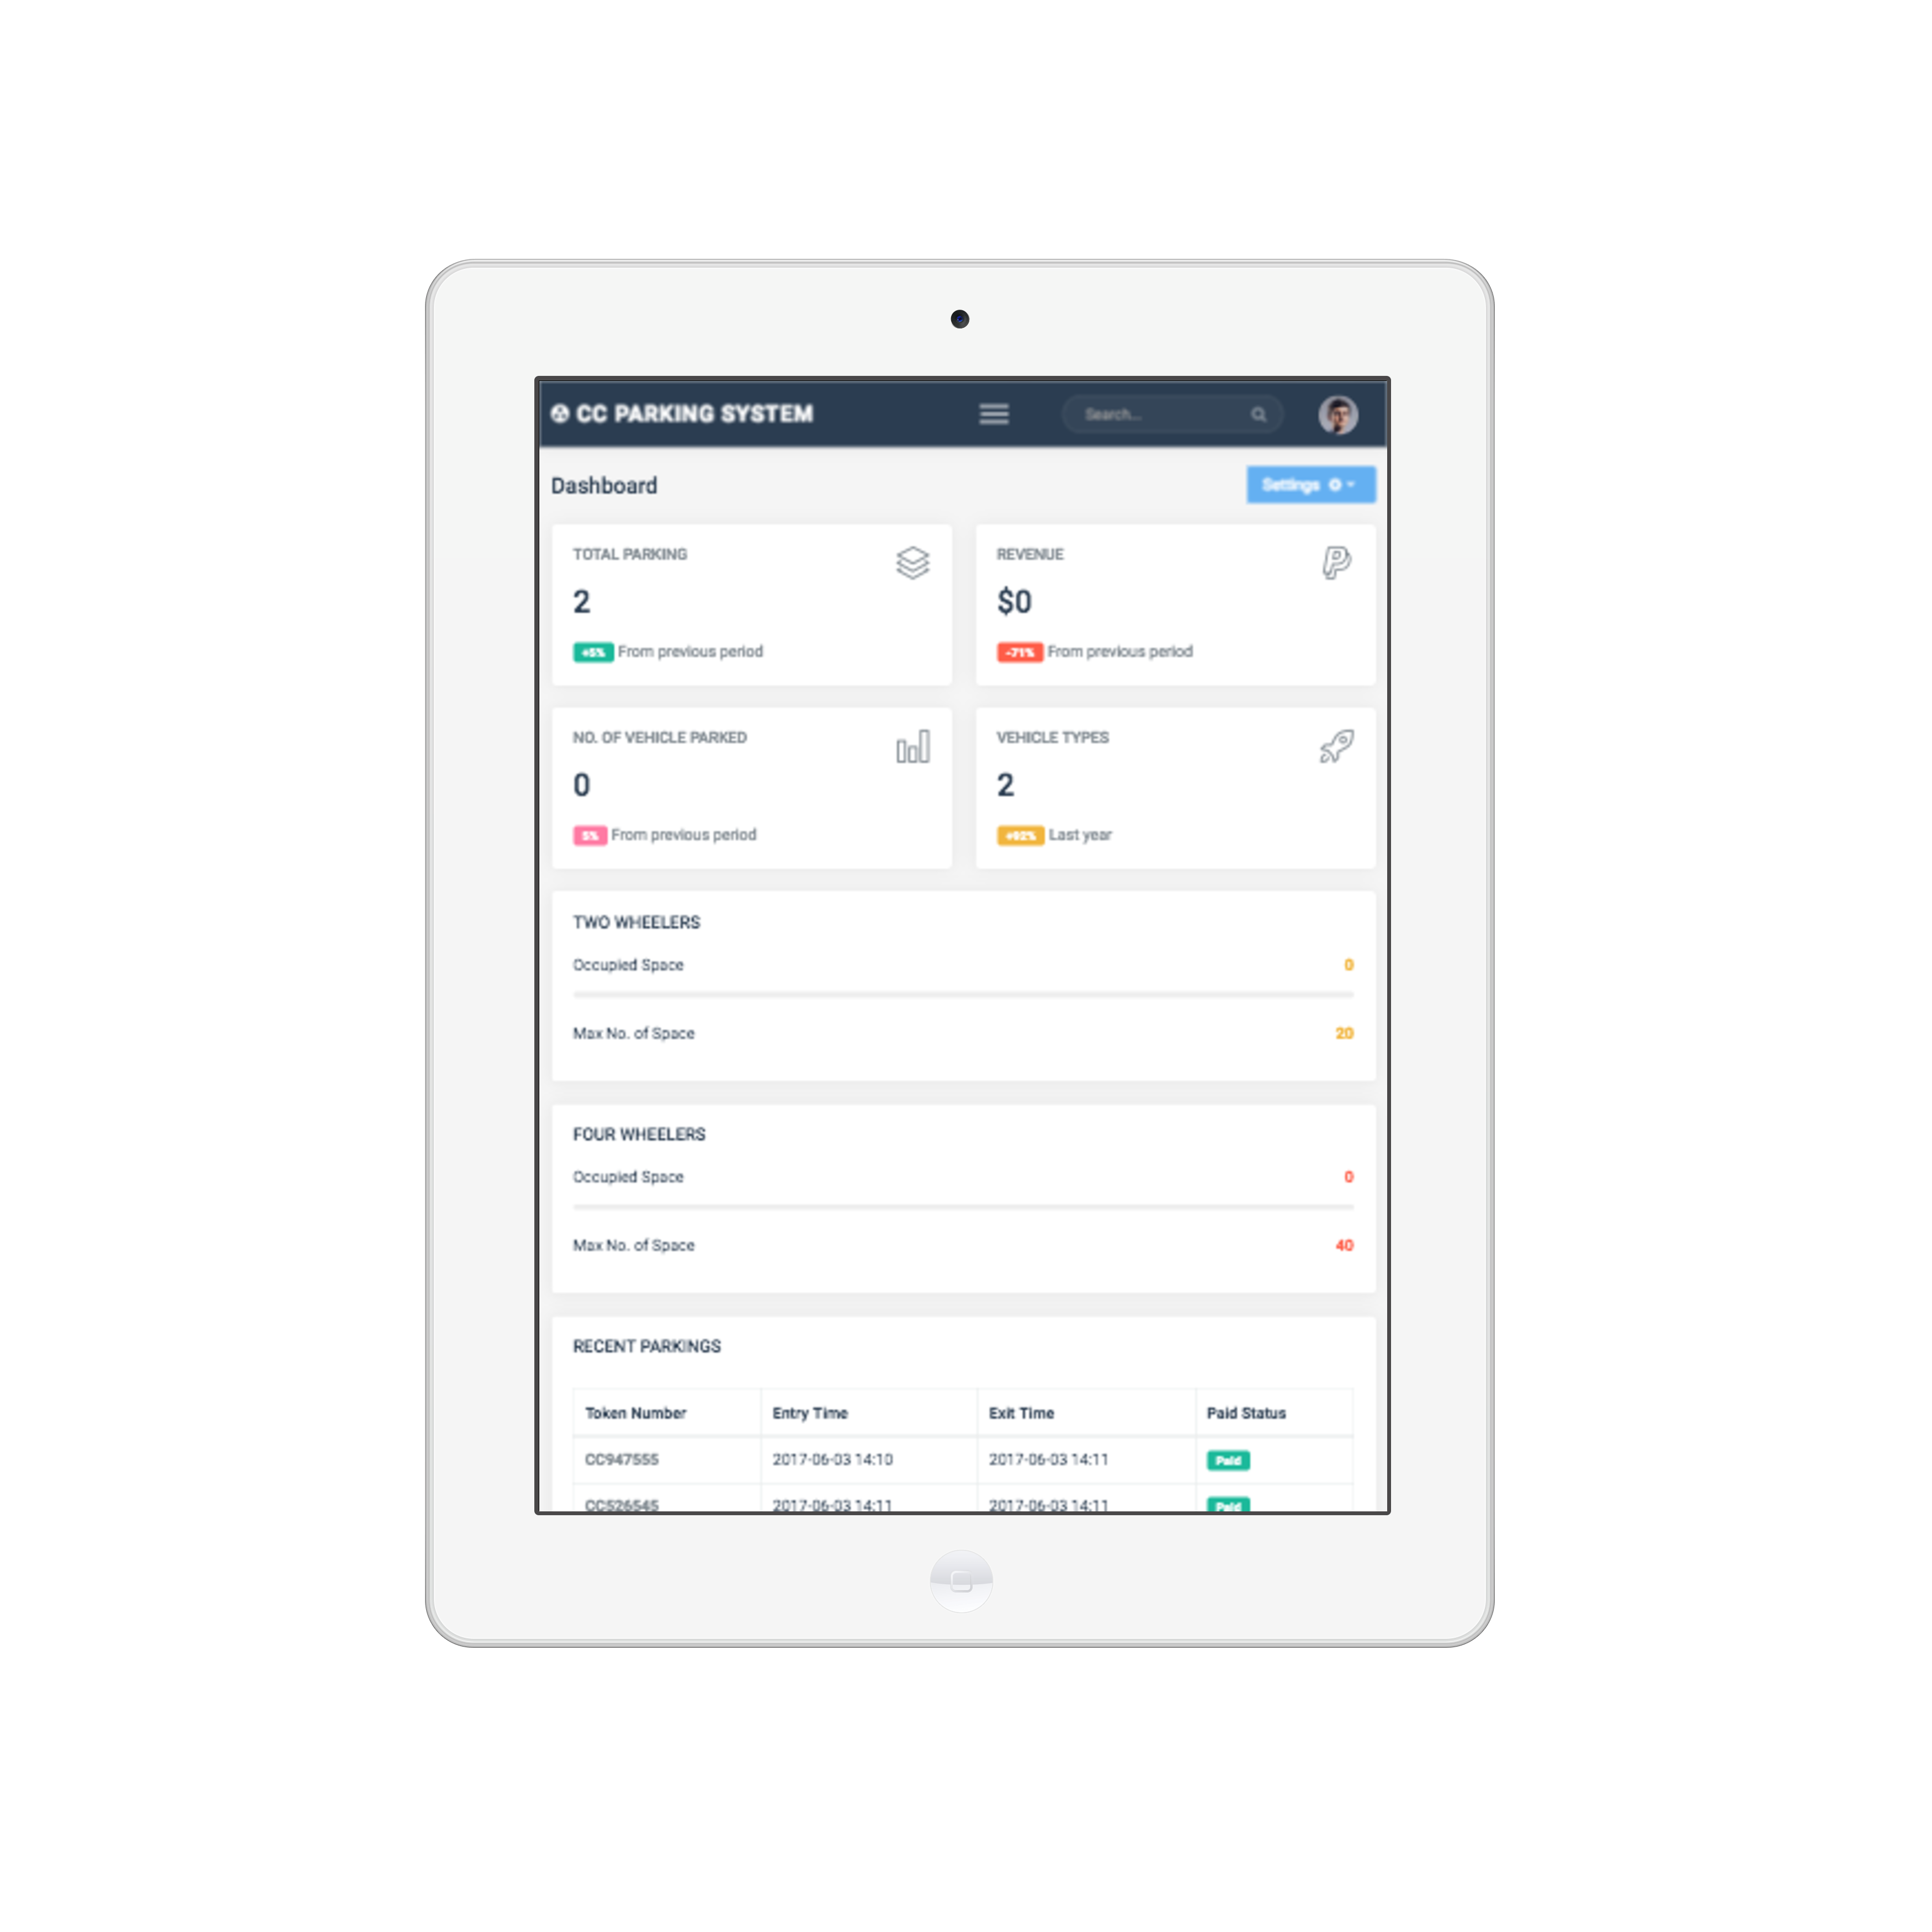 CC PARKING SYSTEM Search...
Dashboard Settings
TOTAL PARKING
2
+5% From previous period
REVENUE
$0
-71% From previous period
NO. OF VEHICLE PARKED
0
5% From previous period
VEHICLE TYPES
2
+92% Last year
TWO WHEELERS
Occupied Space 0
Max No. of Space 20
FOUR WHEELERS
Occupied Space 0
Max No. of Space 40
RECENT PARKINGS
Token Number Entry Time Exit Time Paid Status
CC947555 2017-06-03 14:10 2017-06-03 14:11 Paid
CC526545 2017-06-03 14:11 2017-06-03 14:11 Paid